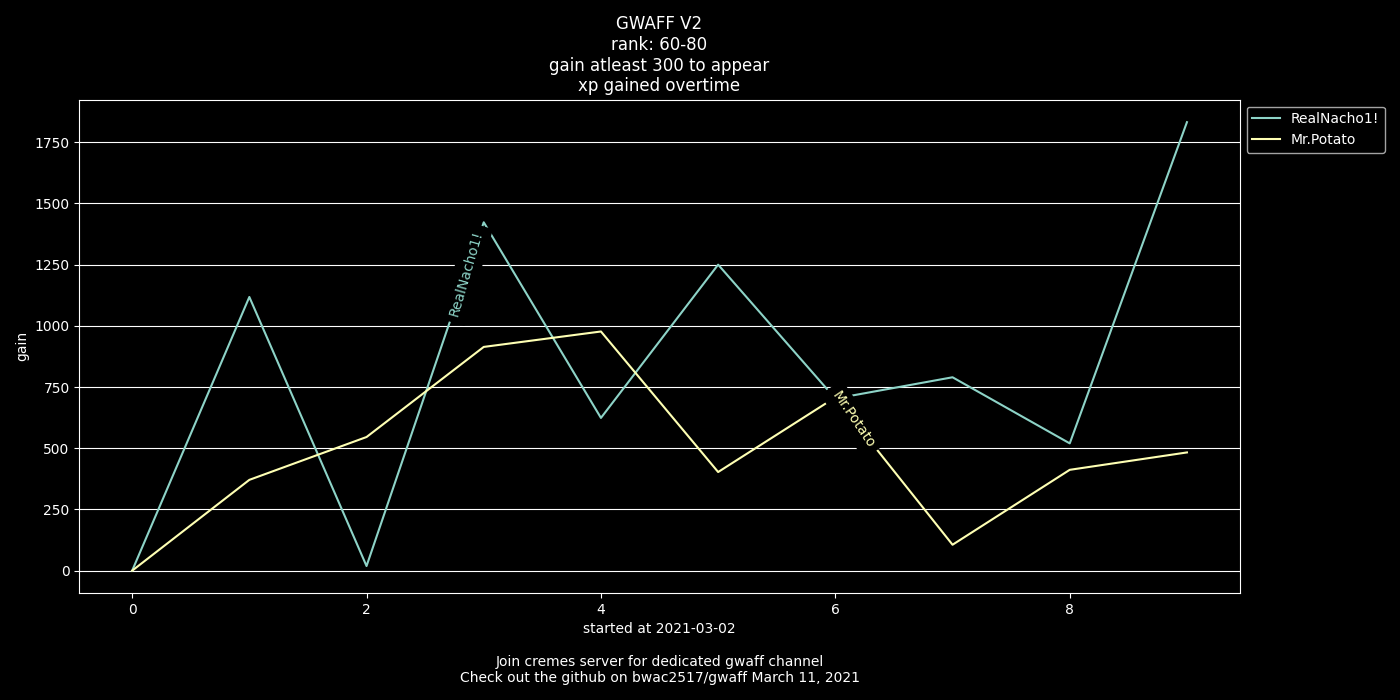 GWAFF V2
rank: 60-80
gain atleast 300 to appear
xp gained overtime
RealNacho1!
Mr.Potato
1750
1500
1250
1000
750
500
250
0
gain
RealNacho1!
Mr.Potato
0 2 4 6 8
started at 2021-03-02
Join cremes server for dedicated gwaff channel
Check out the github on bwac2517/gwaff March 11, 2021